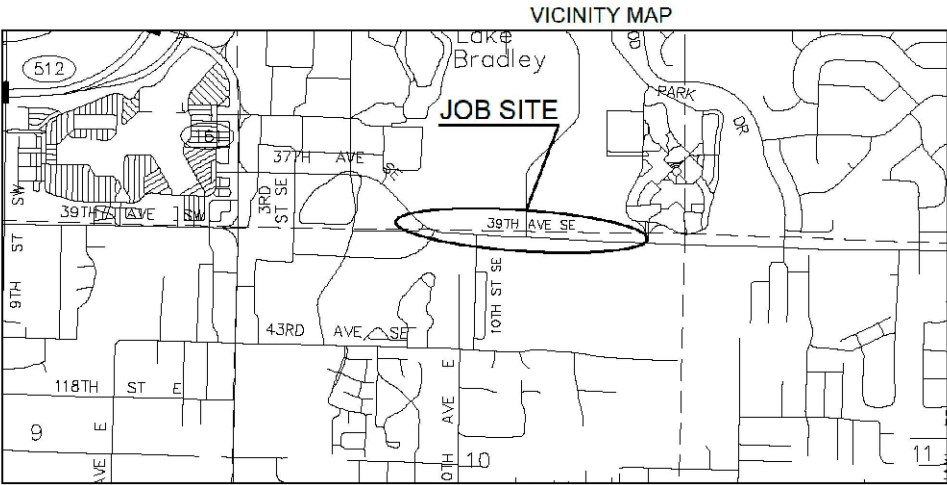 VICINITY MAP
Lake
Bradley
512
PARK
DR
JOB SITE
16
37TH AVE SE
3RD
ST SE
SW
39TH AVE SW
39TH AVE SE
9TH ST
10TH ST SE
43RD AVE SE
118TH ST E
AVE E
0TH AVE E
9
10
11